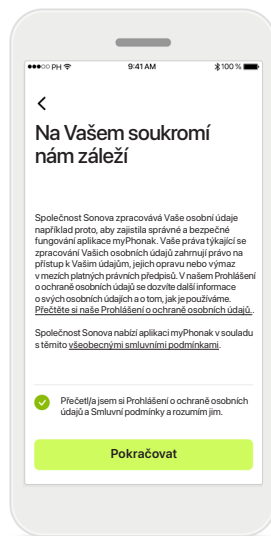 PH 9:41 AM 100 %
Na Vašem soukromí
nám záleží
Společnost Sonova zpracovává Vaše osobní údaje
například proto, aby zajistila správné a bezpečné
fungování aplikace myPhonak. Vaše práva týkající se
zpracování Vašich osobních údajů zahrnují právo na
přístup k Vašim údajům, jejich opravu nebo výmaz
v mezích platných právních předpisů. V našem Prohlášení
o ochraně osobních údajů se dozvíte další informace
o svých osobních údajích a o tom, jak je používáme.
Přečtěte si naše Prohlášení o ochraně osobních údajů..
Společnost Sonova nabízí aplikaci myPhonak v souladu
s těmito všeobecnými smluvními podmínkami.
Přečetl/a jsem si Prohlášení o ochraně osobních
údajů a Smluvní podmínky a rozumím jim.
Pokračovat